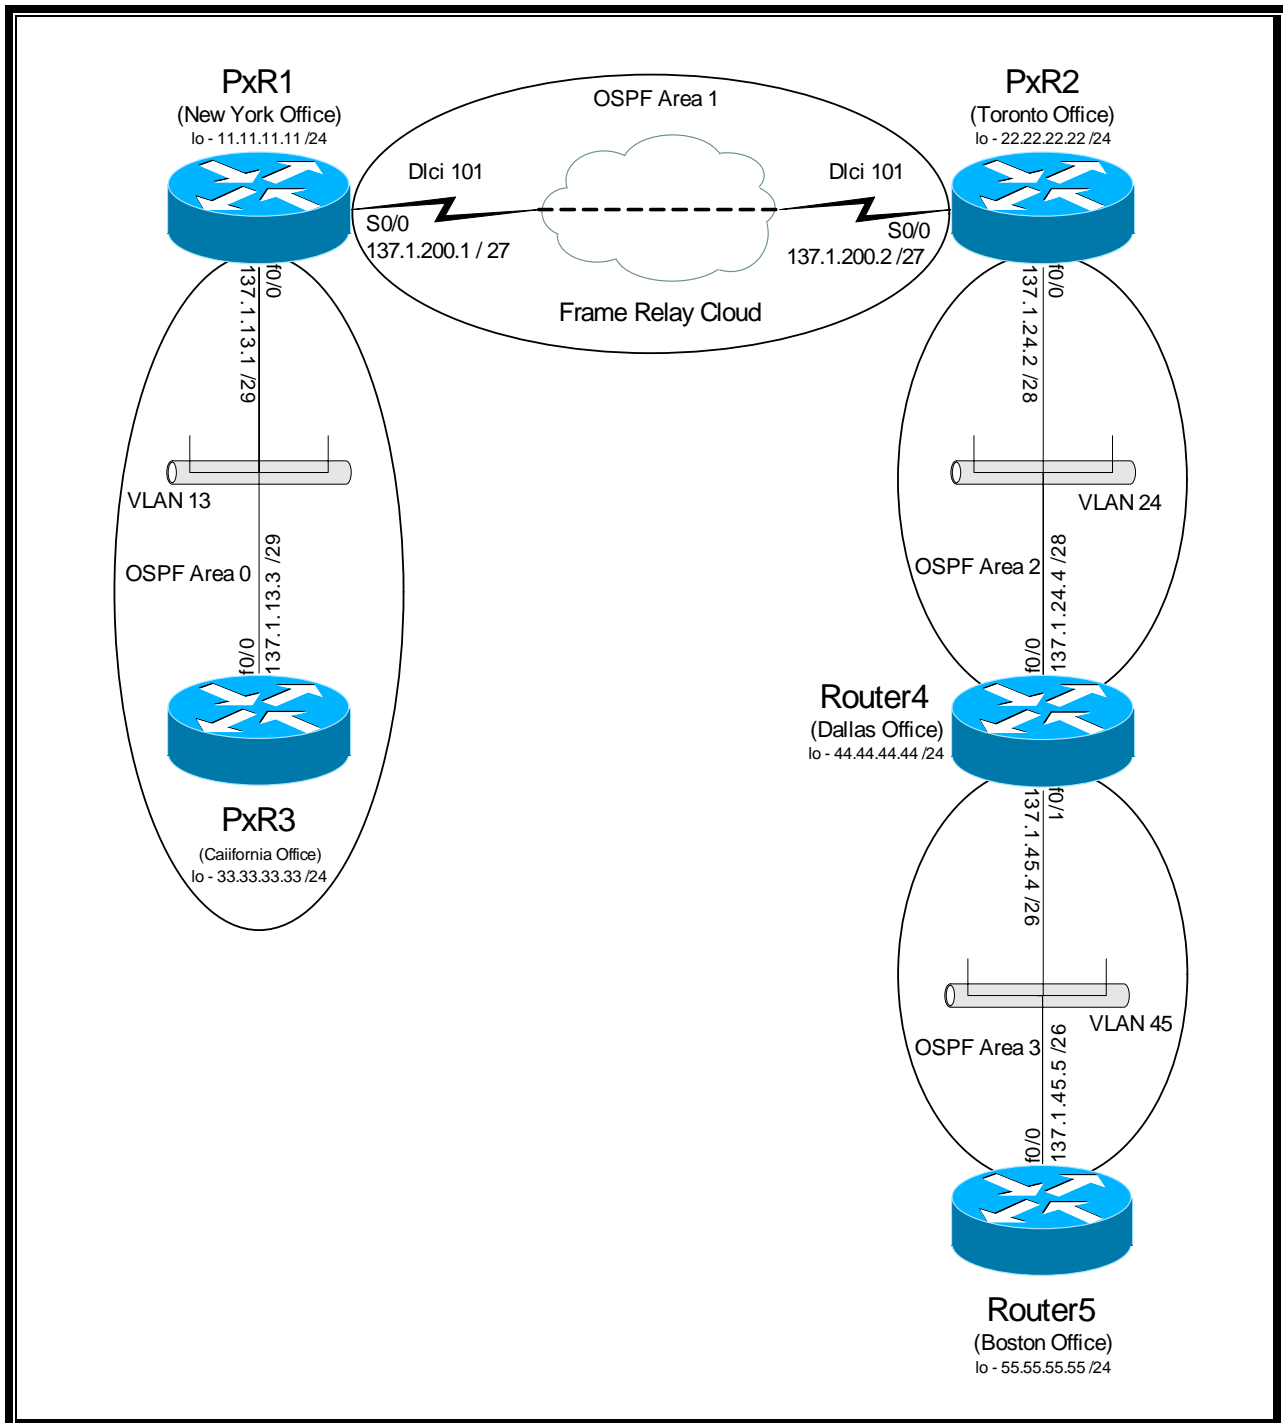 PxR1
(New York Office)
lo - 11.11.11.11 /24
OSPF Area 1
PxR2
(Toronto Office)
lo - 22.22.22.22 /24
Dlci 101
Dlci 101
S0/0
137.1.200.1 / 27
S0/0
137.1.200.2 /27
Frame Relay Cloud
f0/0
137.1.13.1 /29
f0/0
137.1.24.2 /28
VLAN 13
VLAN 24
OSPF Area 0
137.1.13.3 /29
f0/0
OSPF Area 2
137.1.24.4 /28
f0/0
PxR3
(Caiifornia Office)
lo - 33.33.33.33 /24
Router4
(Dallas Office)
lo - 44.44.44.44 /24
f0/1
137.1.45.4 /26
VLAN 45
OSPF Area 3
137.1.45.5 /26
f0/0
Router5
(Boston Office)
lo - 55.55.55.55 /24